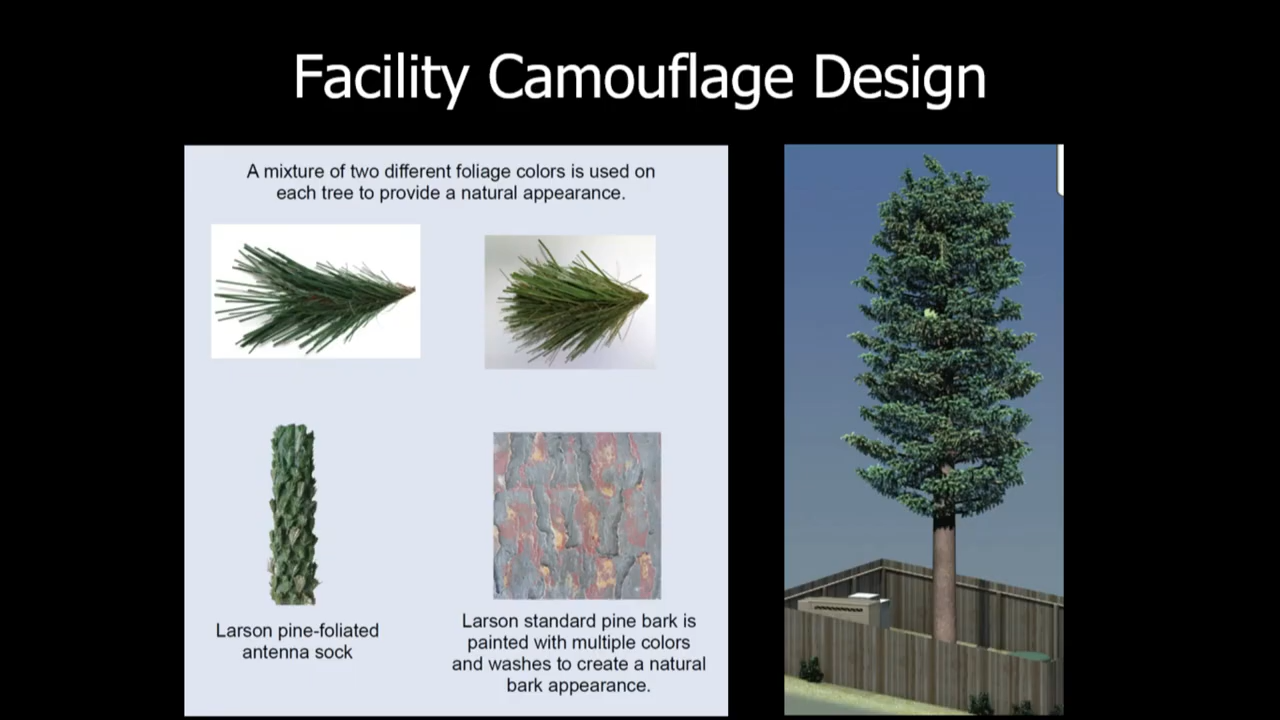 Facility Camouflage Design
A mixture of two different foliage colors is used on
each tree to provide a natural appearance.
Larson pine-foliated
antenna sock
Larson standard pine bark is
painted with multiple colors
and washes to create a natural
bark appearance.